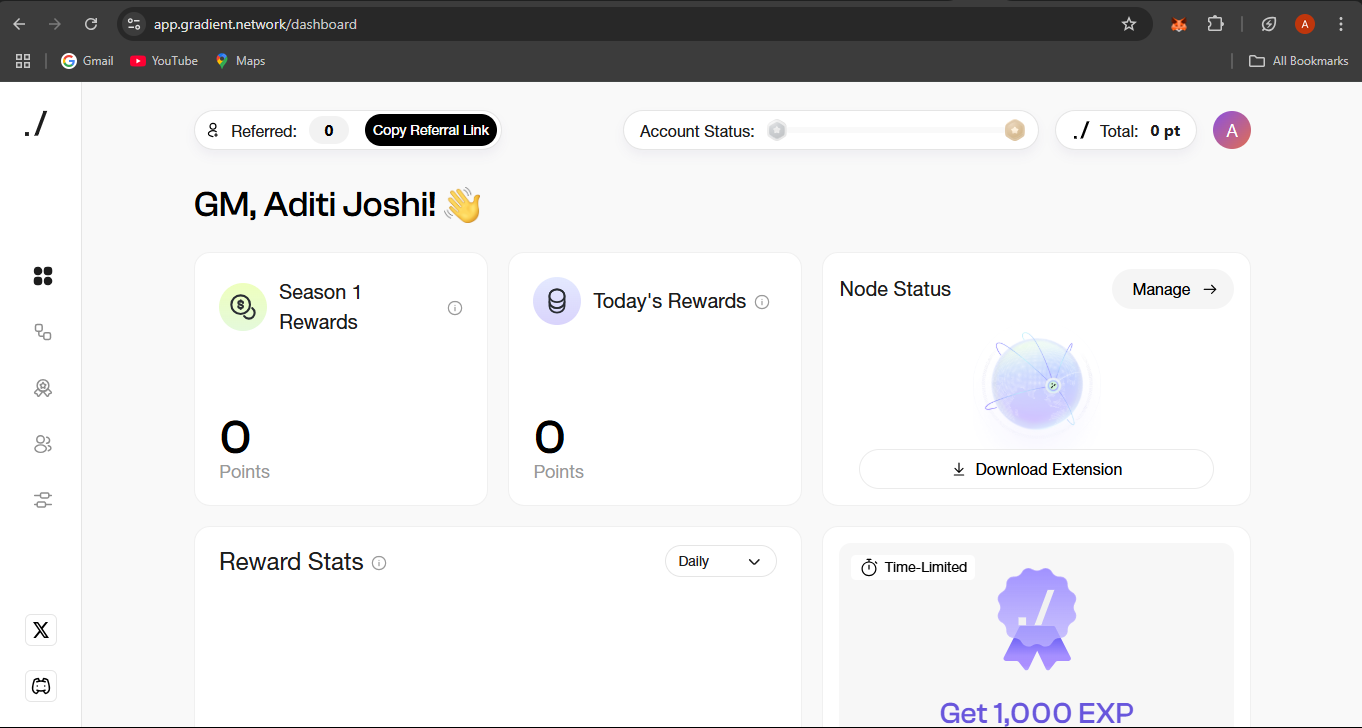 app.gradient.network/dashboard
A
Gmail
YouTube
Maps
All Bookmarks
./
Referred: 0 Copy Referral Link
Account Status:
./ Total: 0 pt
A
GM, Aditi Joshi! 👋
Season 1
Rewards
0
Points
Today's Rewards
0
Points
Node Status
Manage →
Download Extension
Reward Stats
Daily
Time-Limited
./
Get 1,000 EXP
X